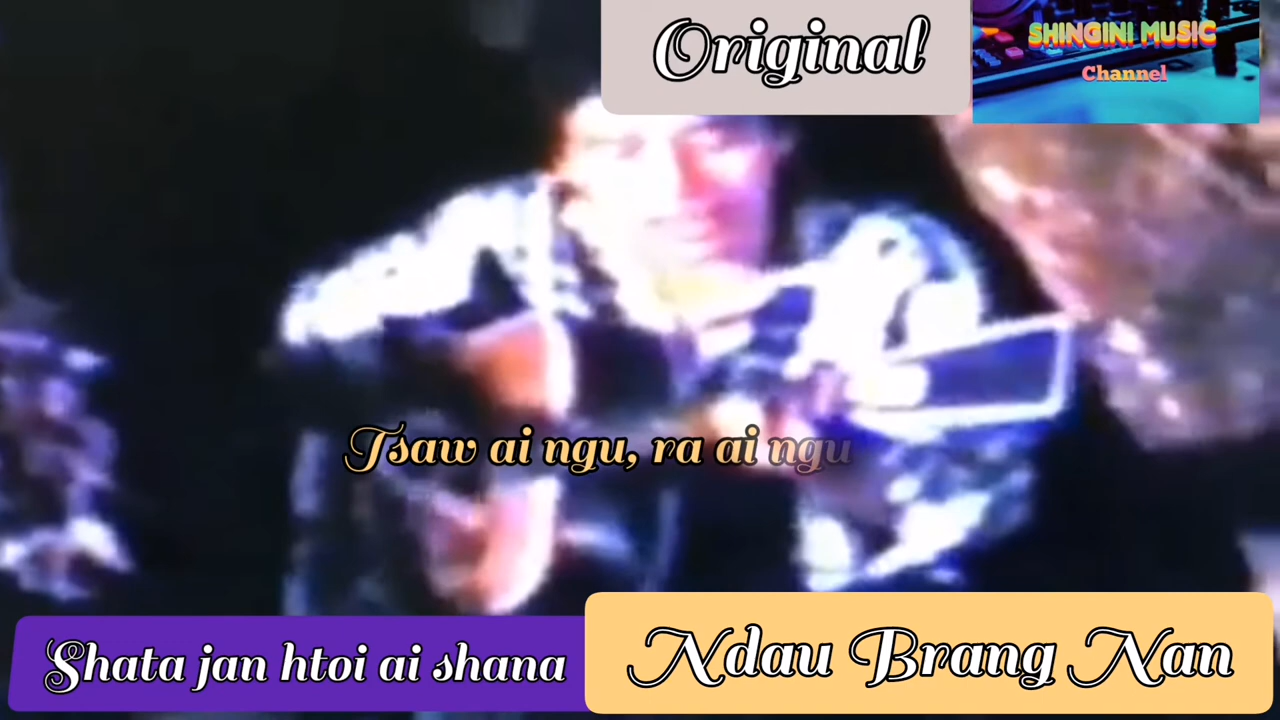 Original
SHINGINI MUSIC
Channel
Tsaw ai ngu, ra ai ngu
Shata jan htoi ai shana
Ndau Brang Nan